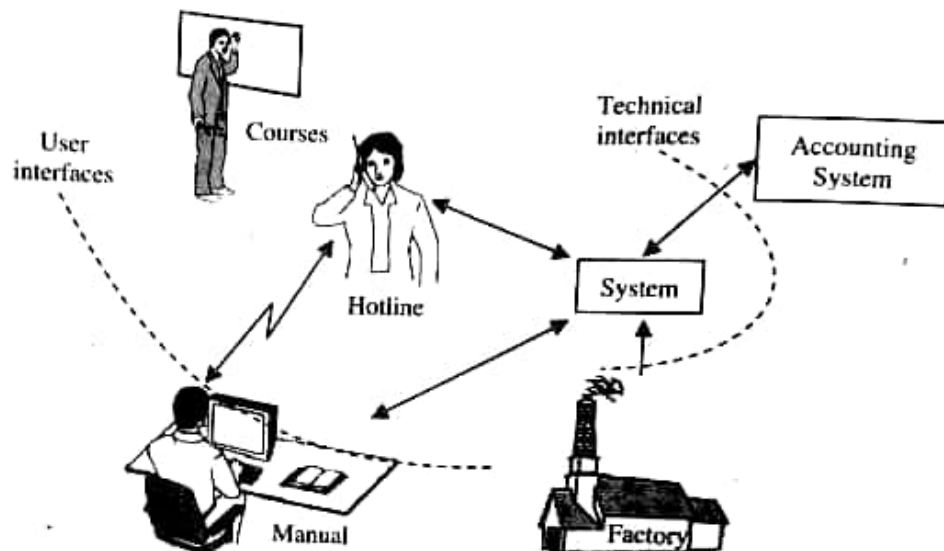 Courses
User
interfaces
Technical
interfaces
Accounting
System
Hotline
System
Manual
Factory